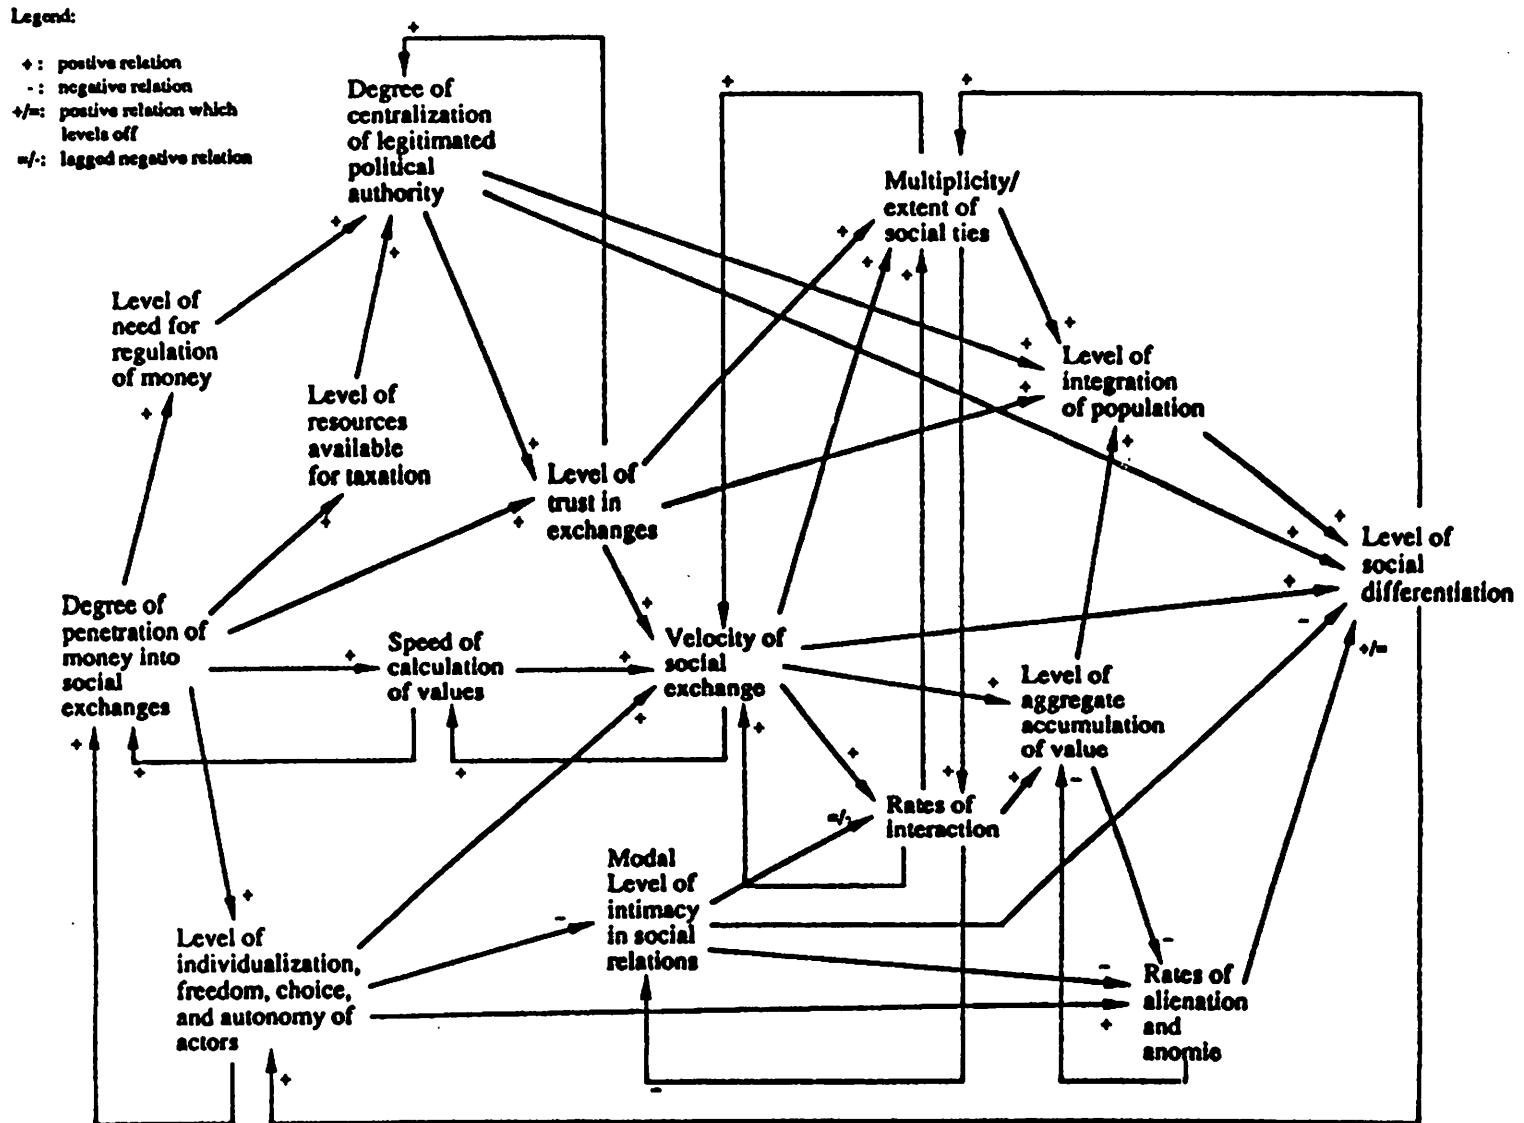 Legend:
+ : postive relation
- : negative relation
+/=: postive relation which
levels off
=/-: lagged negative relation
+
Degree of
centralization
of legitimated
political
authority
+
+
+
+
Multiplicity/
extent of
social ties
+
+
+
Level of
need for
regulation
of money
+
Level of
resources
available
for taxation
+
+
Level of
trust in
exchanges
+
+
+
+
Level of
integration
of population
+
+
+
Level of
social
differentiation
+
-
+/=
Degree of
penetration of
money into
social
exchanges
+
+
+
Speed of
calculation
of values
+
+
+
Velocity of
social
exchange
+
+
+
+
Level of
aggregate
accumulation
of value
+
-
+
+
=/-
Rates of
interaction
Modal
Level of
intimacy
in social
relations
-
-
+
Level of
individualization,
freedom, choice,
and autonomy of
actors
+
-
-
+
Rates of
alienation
and
anomie